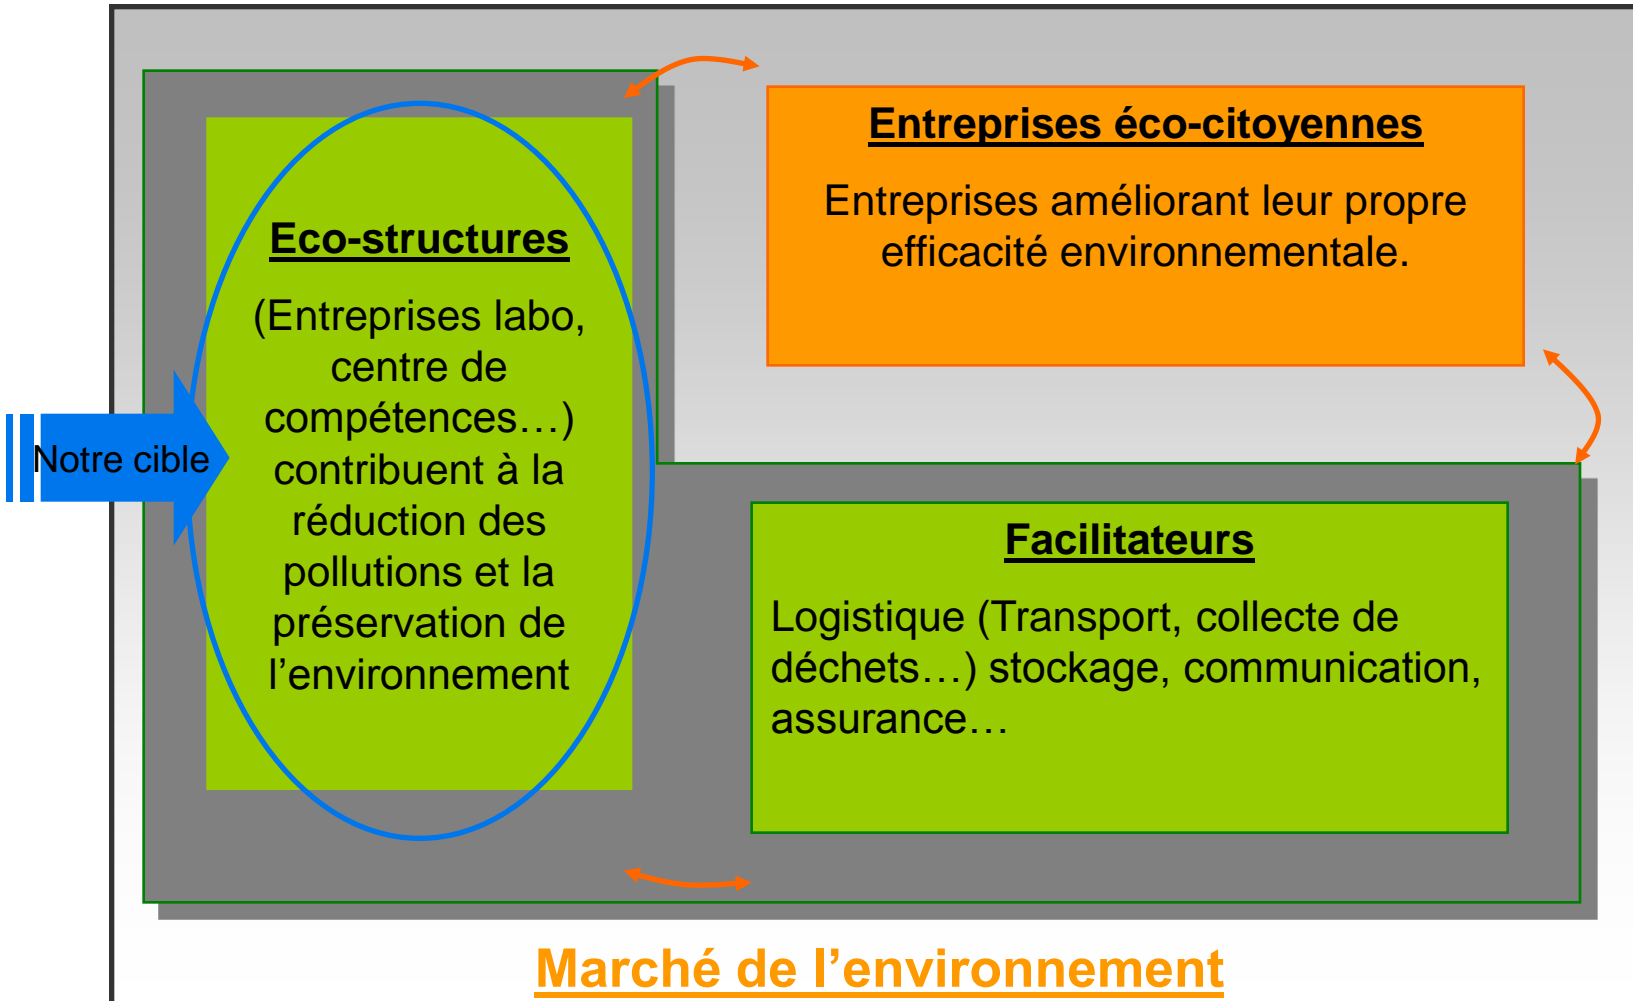 Notre cible
Eco-structures
(Entreprises labo,
centre de
compétences…)
contribuent à la
réduction des
pollutions et la
préservation de
l’environnement
Entreprises éco-citoyennes
Entreprises améliorant leur propre
efficacité environnementale.
Facilitateurs
Logistique (Transport, collecte de
déchets…) stockage, communication,
assurance…
Marché de l’environnement